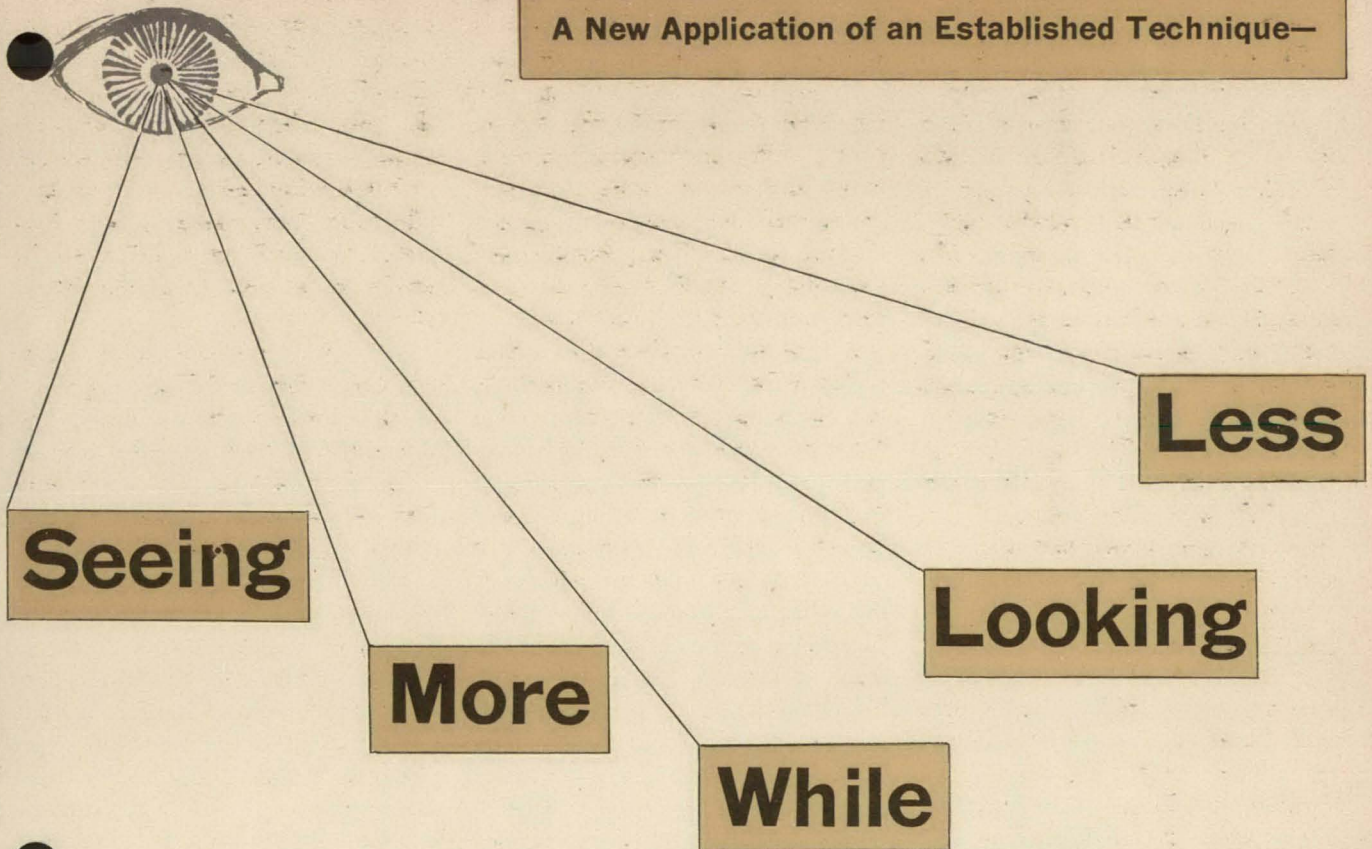 A New Application of an Established Technique—
Seeing
More
While
Looking
Less